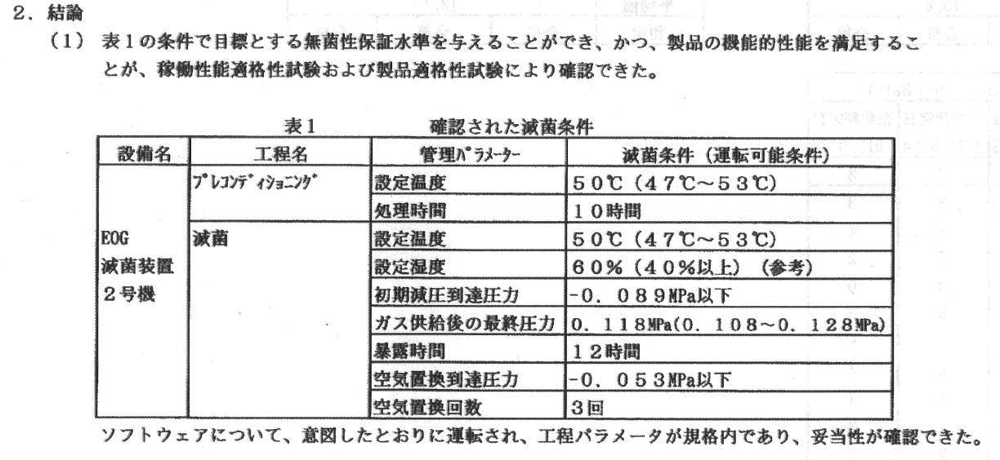 2．結論
（1）表1の条件で目標とする無菌性保証水準を与えることができ、かつ、製品の機能的性能を満足するこ
とが、稼働性能適格性試験および製品適格性試験により確認できた。
表1 確認された滅菌条件
設備名 工程名 管理ﾊﾟﾗﾒｰﾀｰ 滅菌条件（運転可能条件）
ﾌﾟﾚｺﾝﾃﾞｨｼｮﾆﾝｸﾞ 設定温度 50℃（47℃～53℃）
処理時間 10時間
EOG 滅菌 設定温度 50℃（47℃～53℃）
滅菌装置 設定湿度 60％（40％以上）（参考）
2号機 初期減圧到達圧力 -0．089MPa以下
ガス供給後の最終圧力 0．118MPa(0．108～0．128MPa)
暴露時間 12時間
空気置換到達圧力 -0．053MPa以下
空気置換回数 3回
ソフトウェアについて、意図したとおりに運転され、工程パラメータが規格内であり、妥当性が確認できた。